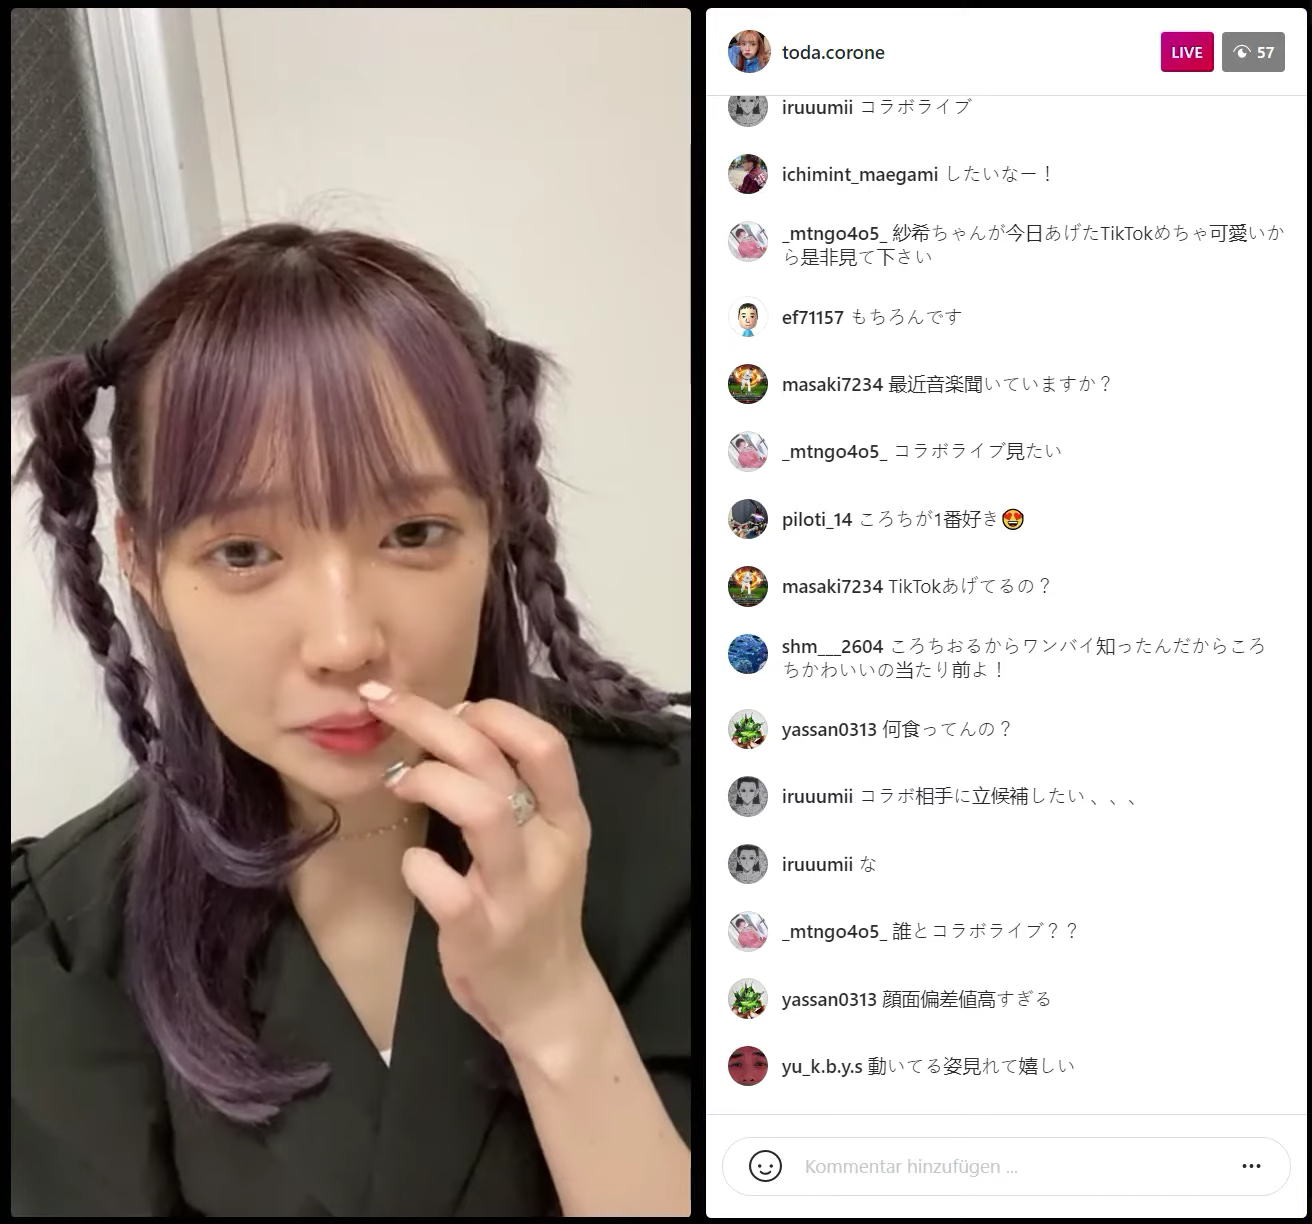 toda.corone
LIVE
57
iruuumii コラボライブ
ichimint_maegami したいなー！
_mtngo4o5_ 紗希ちゃんが今日あげたTikTokめちゃ可愛いか
ら是非見て下さい
ef71157 もちろんです
masaki7234 最近音楽聞いていますか？
_mtngo4o5_ コラボライブ見たい
piloti_14 ころちが1番好き😍
masaki7234 TikTokあげてるの？
shm___2604 ころちおるからワンバイ知ったんだからころ
ちかわいいの当たり前よ！
yassan0313 何食ってんの？
iruuumii コラボ相手に立候補したい 、、、
iruuumii な
_mtngo4o5_ 誰とコラボライブ？？
yassan0313 顔面偏差値高すぎる
yu_k.b.y.s 動いてる姿見れて嬉しい
Kommentar hinzufügen ...